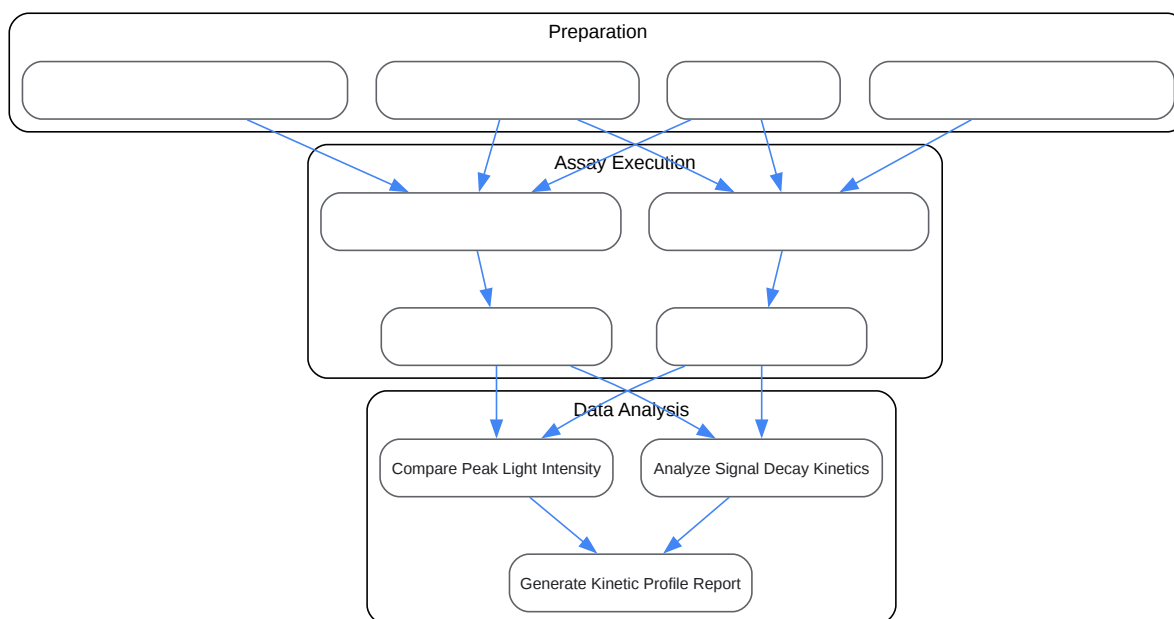 Preparation
Assay Execution
Data Analysis
Compare Peak Light Intensity
Analyze Signal Decay Kinetics
Generate Kinetic Profile Report